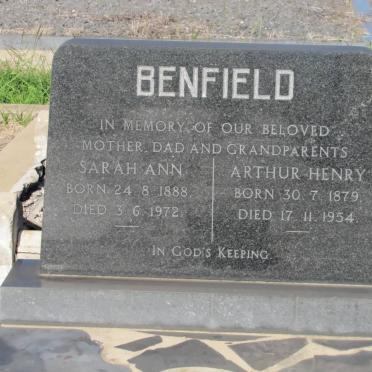 BENFIELD
IN MEMORY OF OUR BELOVED
MOTHER, DAD AND GRANDPARENTS
SARAH ANN
BORN 24. 8. 1888.
DIED 3. 6. 1972.
ARTHUR HENRY
BORN 30. 7. 1879.
DIED 17. 11. 1954.
IN GOD'S KEEPING